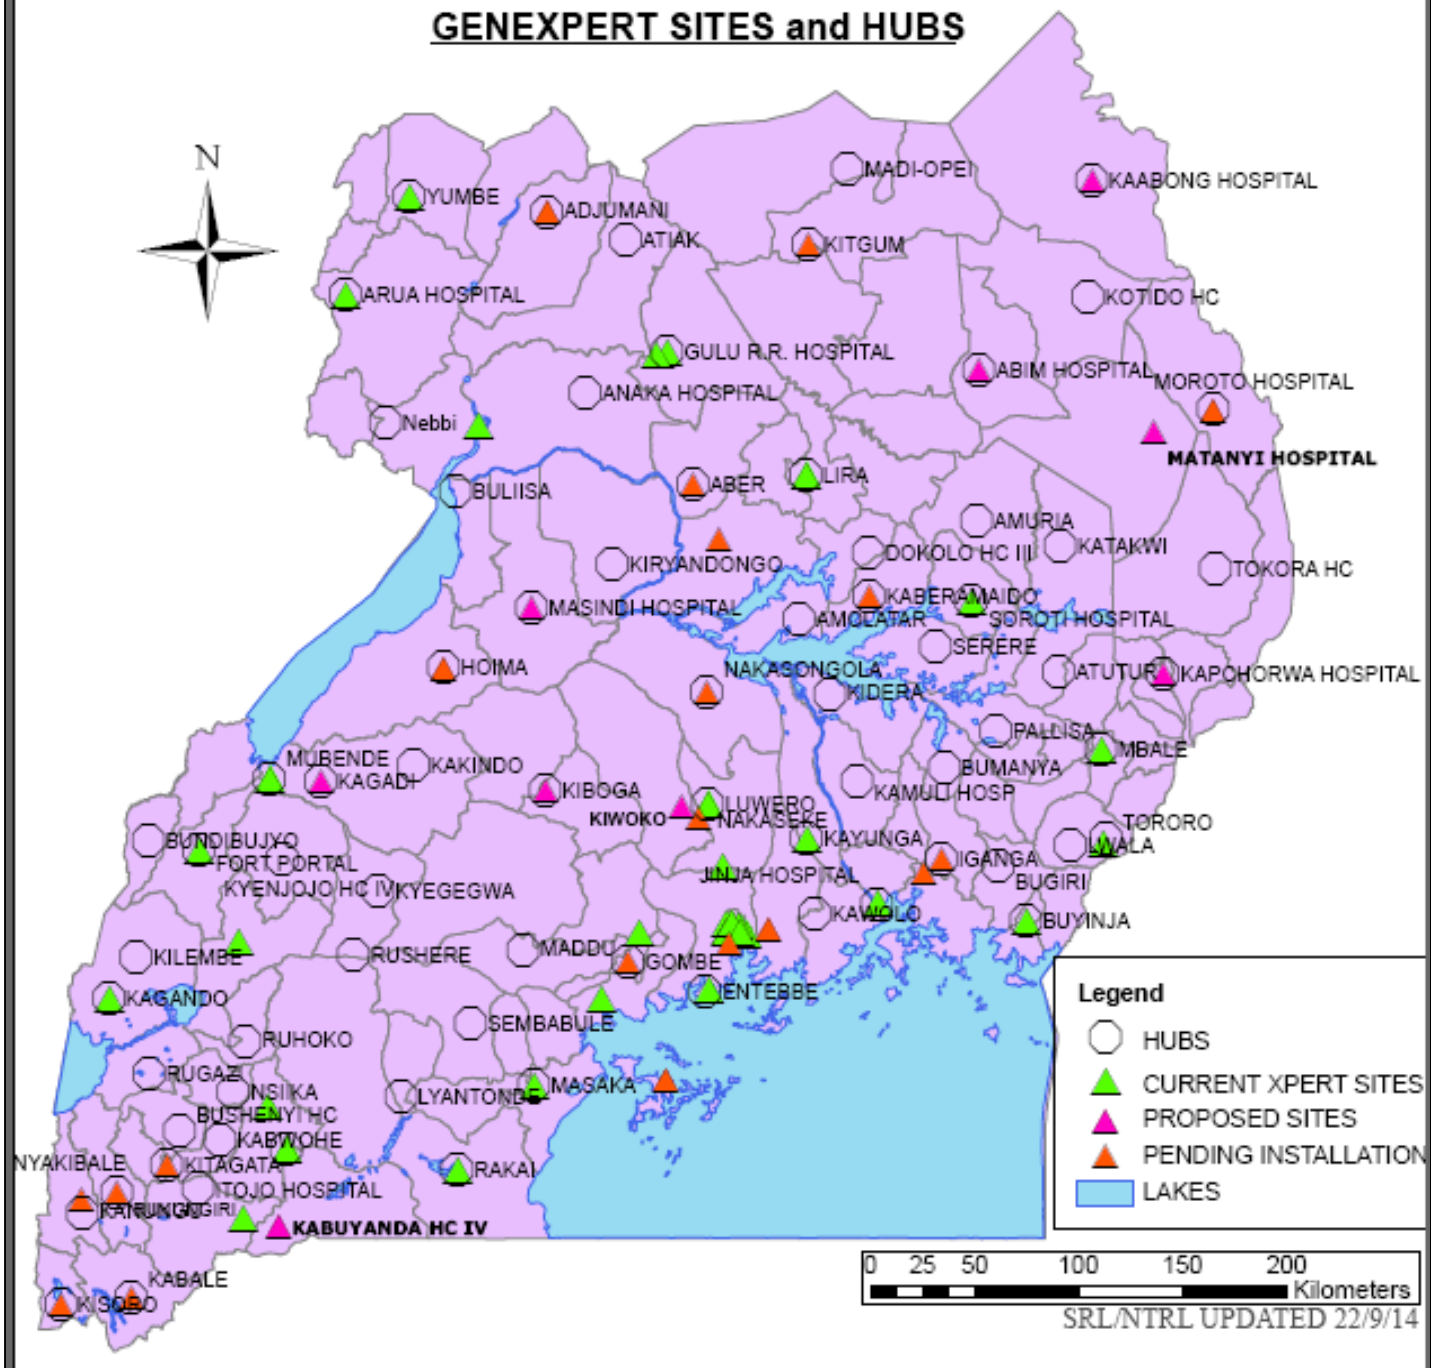 GENEXPERT SITES and HUBS
N
MADI-OPEI
KAABONG HOSPITAL
YUMBE
ADJUMANI
ATIAK
KITGUM
ARUA HOSPITAL
KOTIDO HC
GULU R.R. HOSPITAL
ABIM HOSPITAL
MOROTO HOSPITAL
ANAKA HOSPITAL
Nebbi
MATANYI HOSPITAL
LIRA
ABER
BULIISA
AMURIA
KATAKWI
DOKOLO HC III
KIRYANDONGO
TOKORA HC
KABERAMAIDO
MASINDI HOSPITAL
AMOLATAR
SOROTI HOSPITAL
SERERE
HOIMA
NAKASONGOLA
ATUTUR
KAPCHORWA HOSPITAL
KIDERA
PALLISA
MBALE
MUBENDE
KAKINDO
BUMANYA
KAGADI
KIBOGA
KAMULI HOSP
LUWERO
KIWOKO
NAKASEKE
TORORO
BUNDIBUJYO
KAYUNGA
LWALA
FORT PORTAL
IGANGA
JINJA HOSPITAL
BUGIRI
KYENJOJO HC IV
KYEGEGWA
KAWOLO
BUYINJA
KILEMBE
RUSHERE
MADDU
GOMBE
KAGANDO
ENTEBBE
SEMBABULE
RUHOKO
RUGAZI
NSIIKA
LYANTONDE
MASAKA
BUSHENYI HC
KABWOHE
NYAKIBALE
KITAGATA
RAKAI
ITOJO HOSPITAL
KANUNGU
KABUYANDA HC IV
KABALE
KISORO
Legend
HUBS
CURRENT XPERT SITES
PROPOSED SITES
PENDING INSTALLATION
LAKES
0 25 50 100 150 200
Kilometers
SRL/NTRL UPDATED 22/9/14